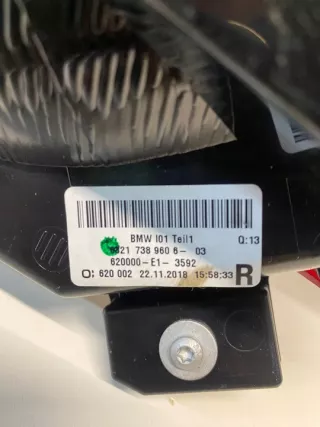 BMW I01 Teil1 Q:13
6321 738 960 6- 03
620000-E1- 3592
O: 620 002 22.11.2018 15:58:33 R